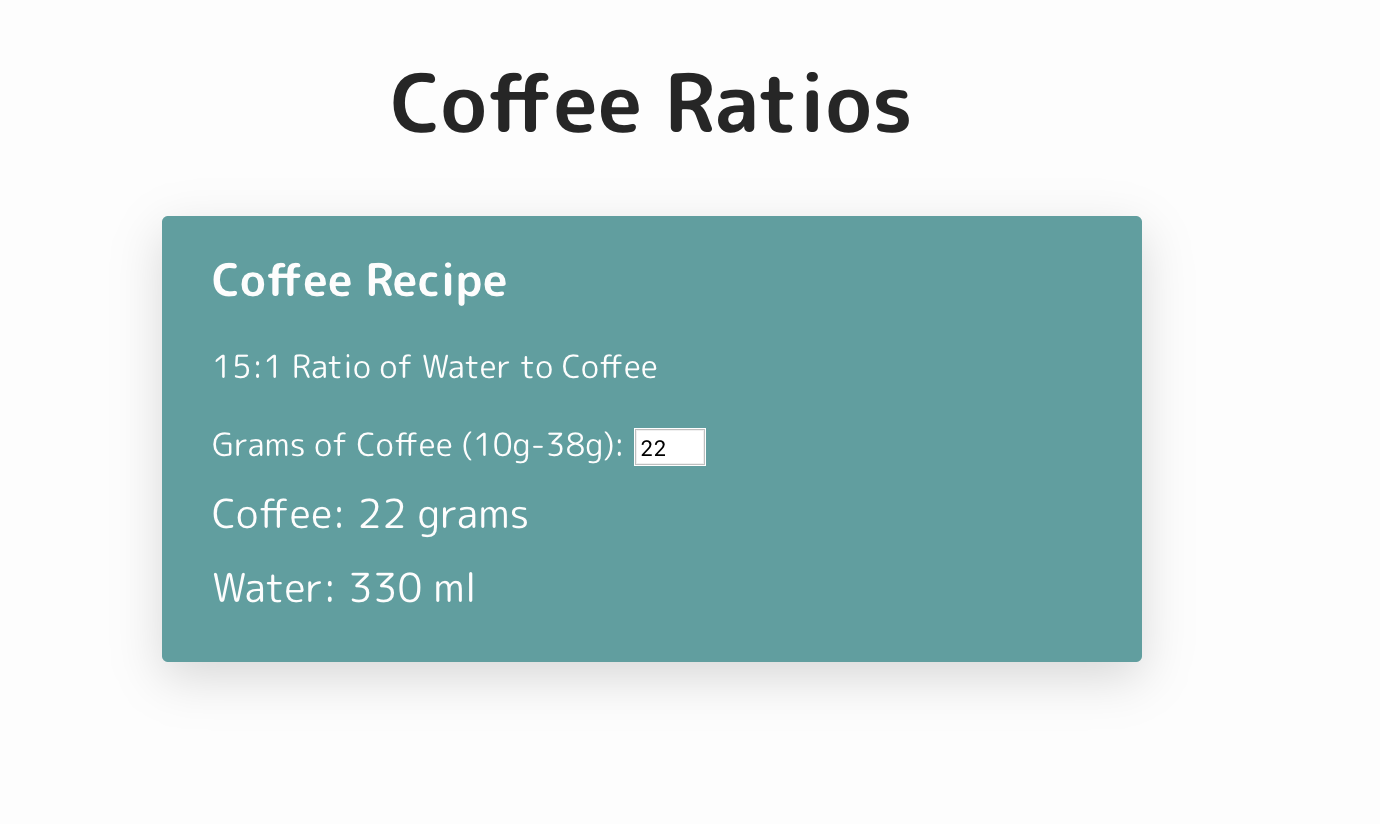 Coffee Ratios
Coffee Recipe
15:1 Ratio of Water to Coffee
Grams of Coffee (10g-38g): 22
Coffee: 22 grams
Water: 330 ml